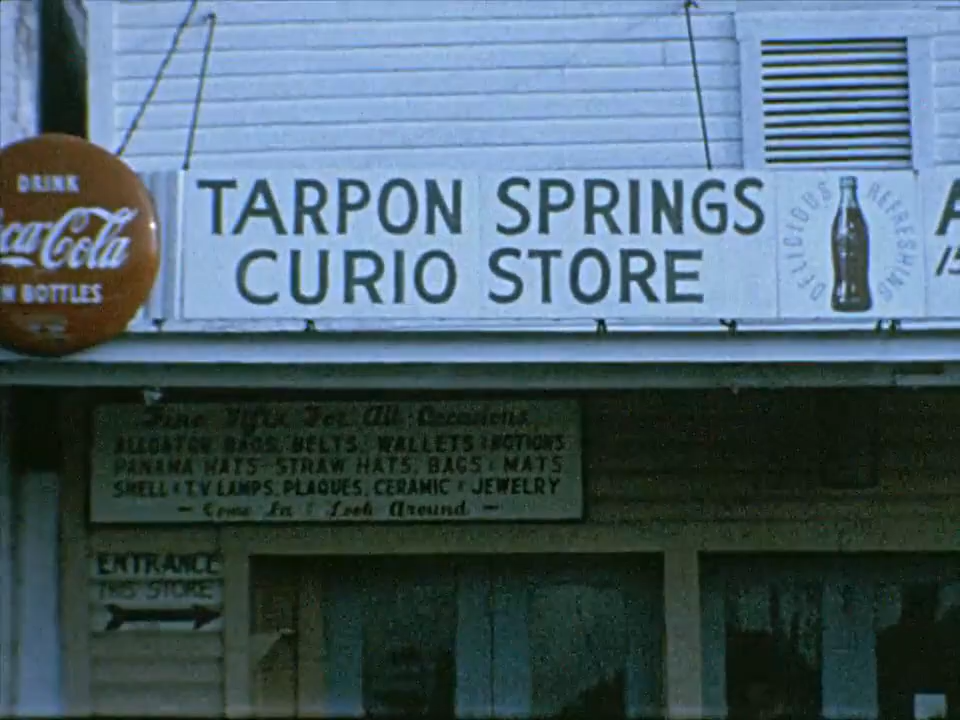 DRINK
Coca-Cola
IN BOTTLES
TARPON SPRINGS
CURIO STORE
DELICIOUS REFRESHING
A
15
Fine Gifts For All Occasions
ALLIGATOR BAGS, BELTS, WALLETS & NOTIONS
PANAMA HATS - STRAW HATS, BAGS & MATS
SHELL & T.V. LAMPS, PLAQUES, CERAMIC & JEWELRY
- Come In & Look Around -
ENTRANCE
THIS STORE